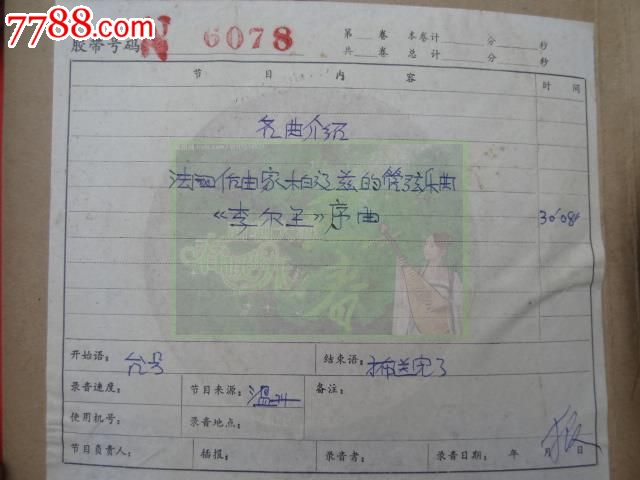 7788.com
胶带号码 6078
第 卷 本卷计 分 秒
共 卷 总计 分 秒
节目内容 时间
名曲介绍
法国作曲家柏辽兹的管弦乐曲
《李尔王》序曲 30′08″
开始语: 台号 结束语: 播送完了
录音速度: 节目来源: 温州 备注:
使用机号: 录音地点:
节目负责人: 插报: 录音者: 录音日期: 年 月 日